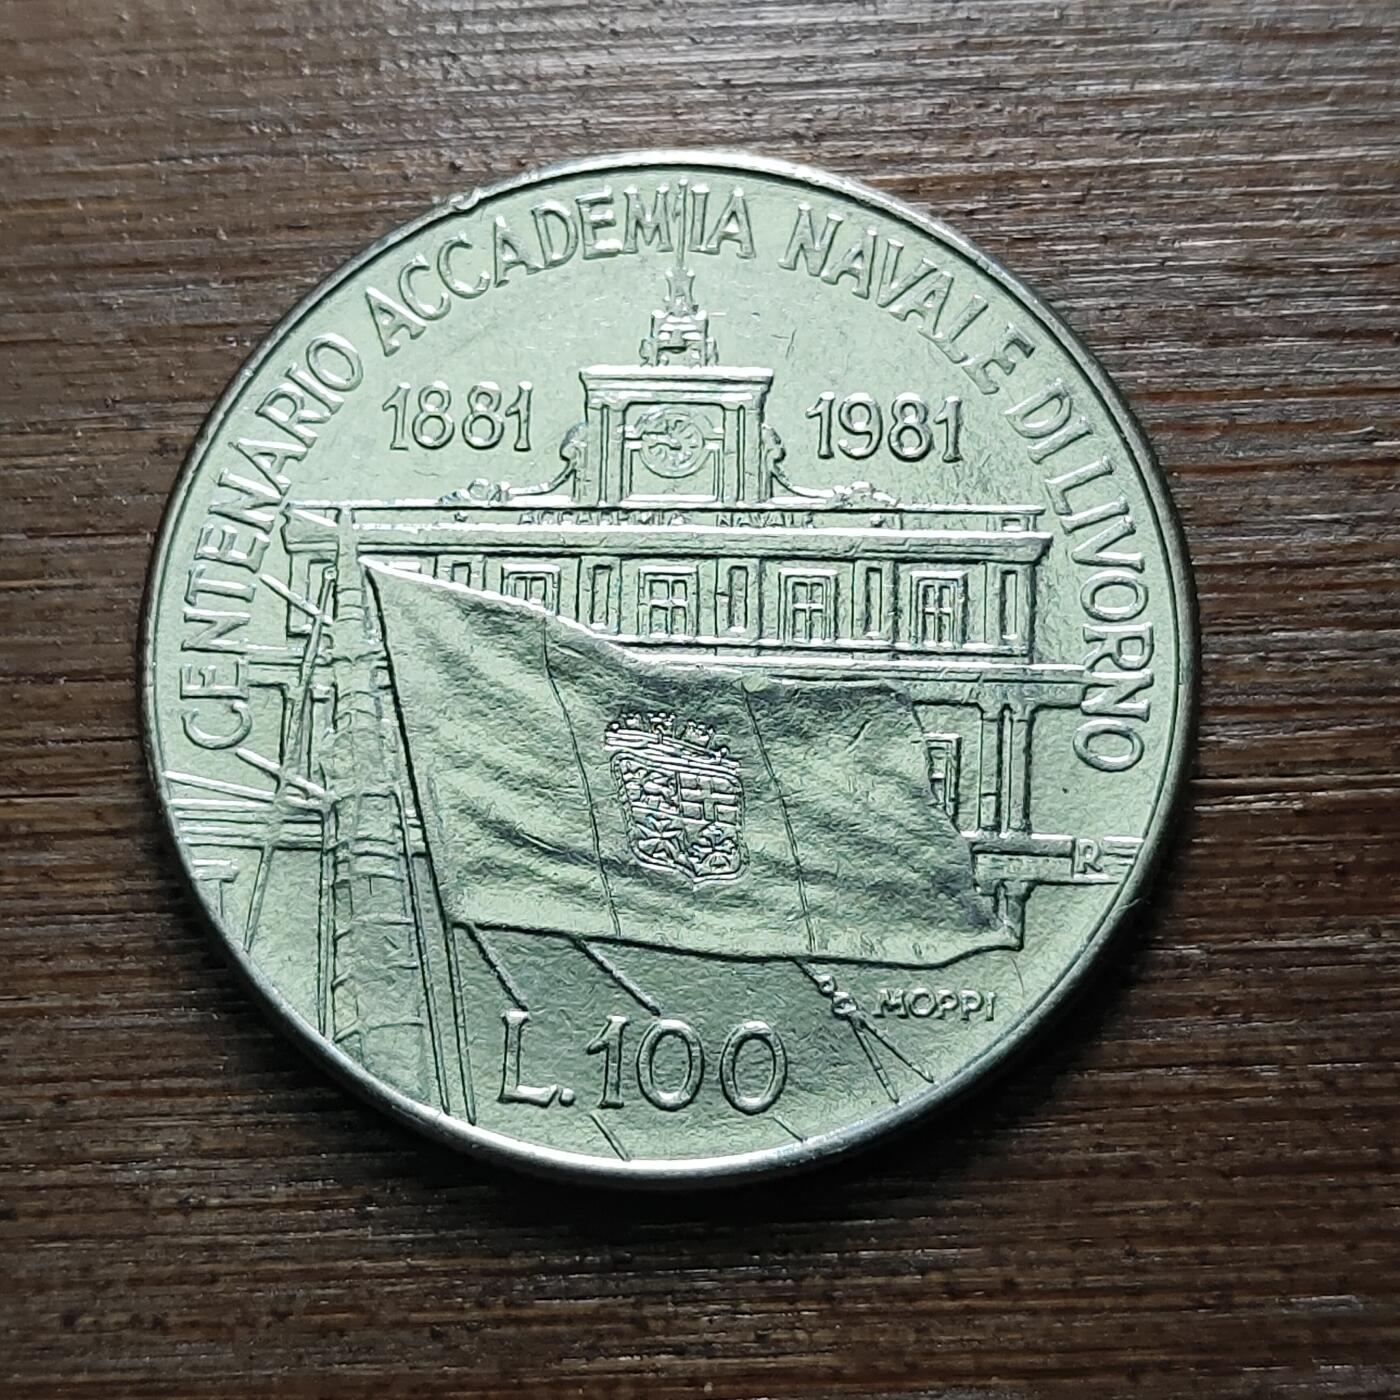 CENTENARIO ACCADEMIA NAVALE DI LIVORNO
1881 1981
ACCADEMIA NAVALE
R
MOPPI
L.100